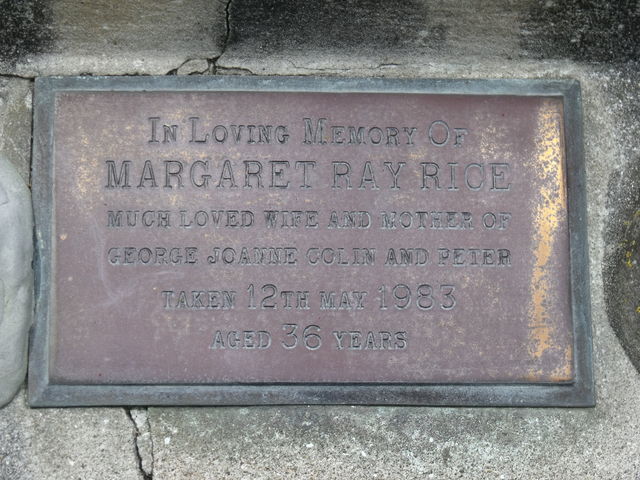 In Loving Memory Of
MARGARET RAY RICE
MUCH LOVED WIFE AND MOTHER OF
GEORGE JOANNE COLIN AND PETER
TAKEN 12TH MAY 1983
AGED 36 YEARS